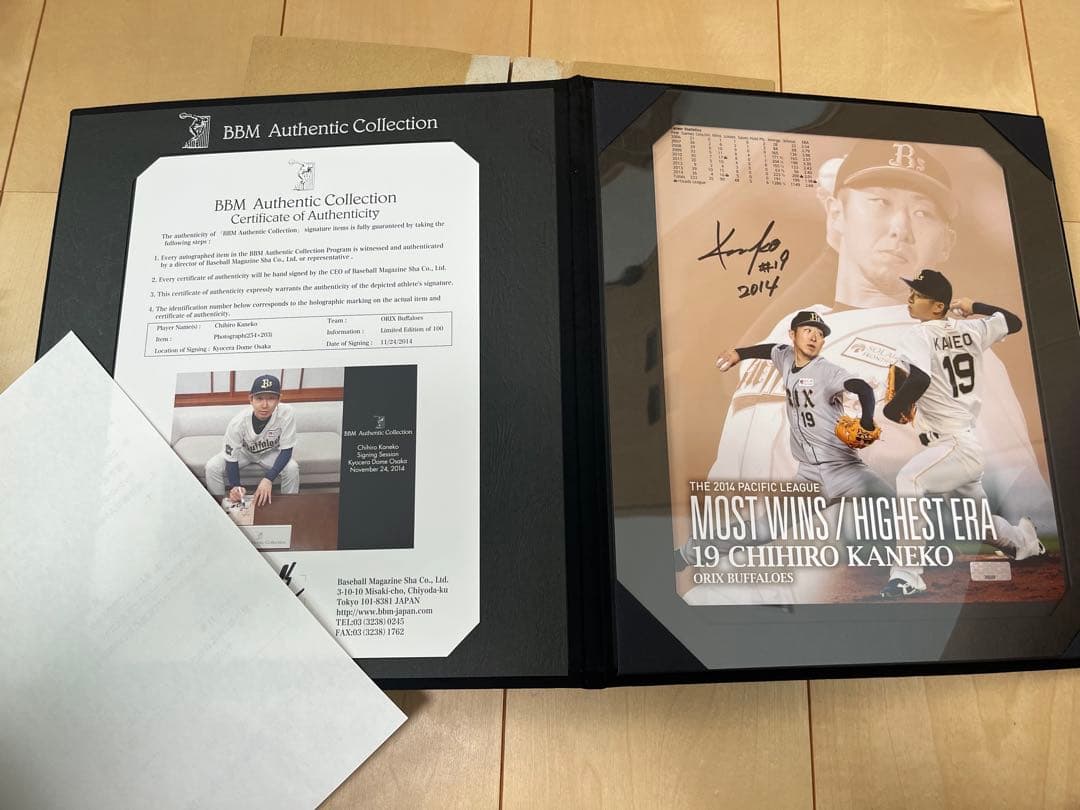 BBM Authentic Collection
BBM Authentic Collection
Certificate of Authenticity
The authenticity of 「BBM Authentic Collection」 signature items is fully guaranteed by taking the
following steps :
1. Every autographed item in the BBM Authentic Collection Program is witnessed and authenticated
by a director of Baseball Magazine Sha Co., Ltd. or representative .
2. Every certificate of authenticity will be hand signed by the CEO of Baseball Magazine Sha Co., Ltd.
3. This certificate of authenticity expressly warrants the authenticity of the depicted athlete's signature.
4. The identification number below corresponds to the holographic marking on the actual item and
certificate of authenticity.
Player Name(s) : Chihiro Kaneko Team : ORIX Buffaloes
Item : Photograph(254×203) Information : Limited Edition of 100
Location of Signing : Kyocera Dome Osaka Date of Signing : 11/24/2014
Buffaloes
BBM Authentic Collection
Chihiro Kaneko
Signing Session
Kyocera Dome Osaka
November 24, 2014
Baseball Magazine Sha Co., Ltd.
3-10-10 Misaki-cho, Chiyoda-ku
Tokyo 101-8381 JAPAN
http://www.bbm-japan.com
TEL:03 (3238) 0245
FAX:03 (3238) 1762
Career Statistics
Bs
Kaneko
#19
2014
SOLAR
FRONTIER
KANEKO
19
19
THE 2014 PACIFIC LEAGUE
MOST WINS / HIGHEST ERA
19 CHIHIRO KANEKO
ORIX BUFFALOES